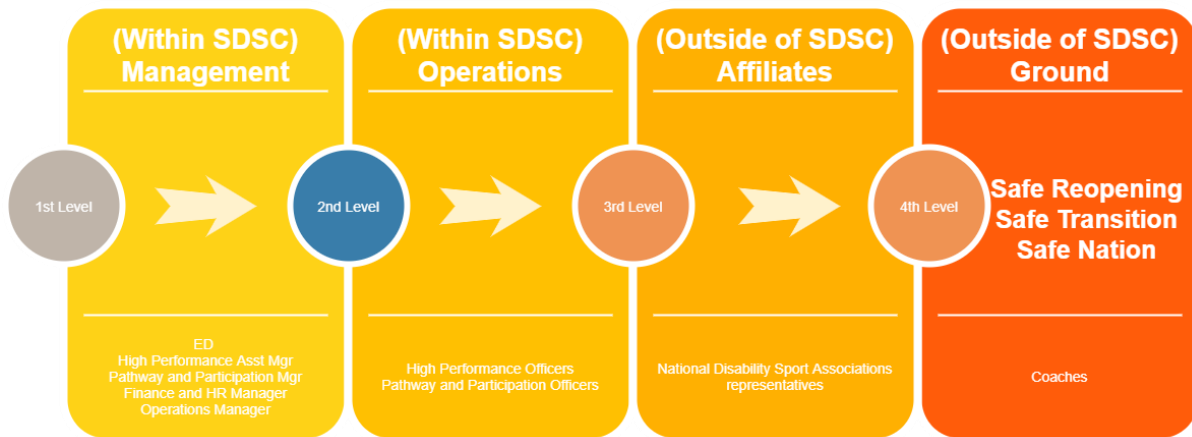 (Within SDSC)
Management
1st Level
ED
High Performance Asst Mgr
Pathway and Participation Mgr
Finance and HR Manager
Operations Manager
(Within SDSC)
Operations
2nd Level
High Performance Officers
Pathway and Participation Officers
(Outside of SDSC)
Affiliates
3rd Level
National Disability Sport Associations
representatives
(Outside of SDSC)
Ground
4th Level
Safe Reopening
Safe Transition
Safe Nation
Coaches